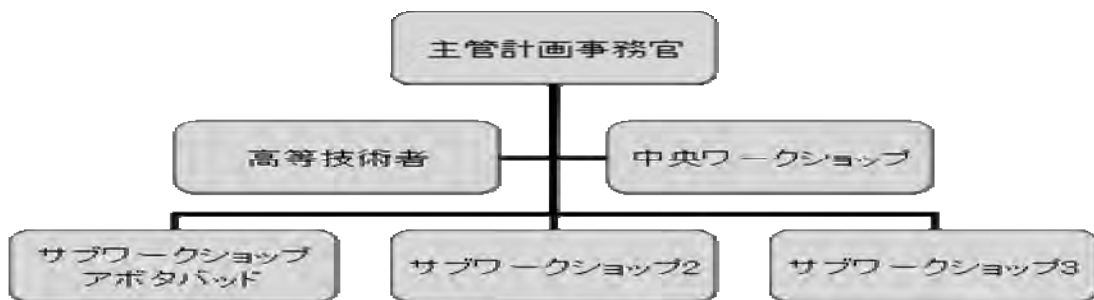 主管計画事務官
高等技術者
中央ワークショップ
サブワークショップ
アボタバッド
サブワークショップ2
サブワークショップ3